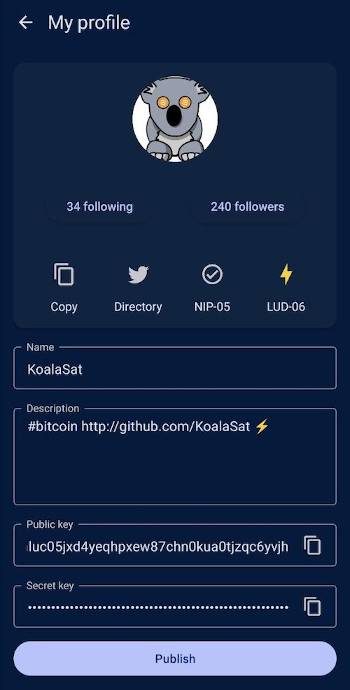 My profile
34 following
240 followers
Copy
Directory
NIP-05
LUD-06
Name
KoalaSat
Description
#bitcoin http://github.com/KoalaSat ⚡
Public key
luc05jxd4yeqhpxew87chn0kua0tjzqc6yvjh
Secret key
Publish